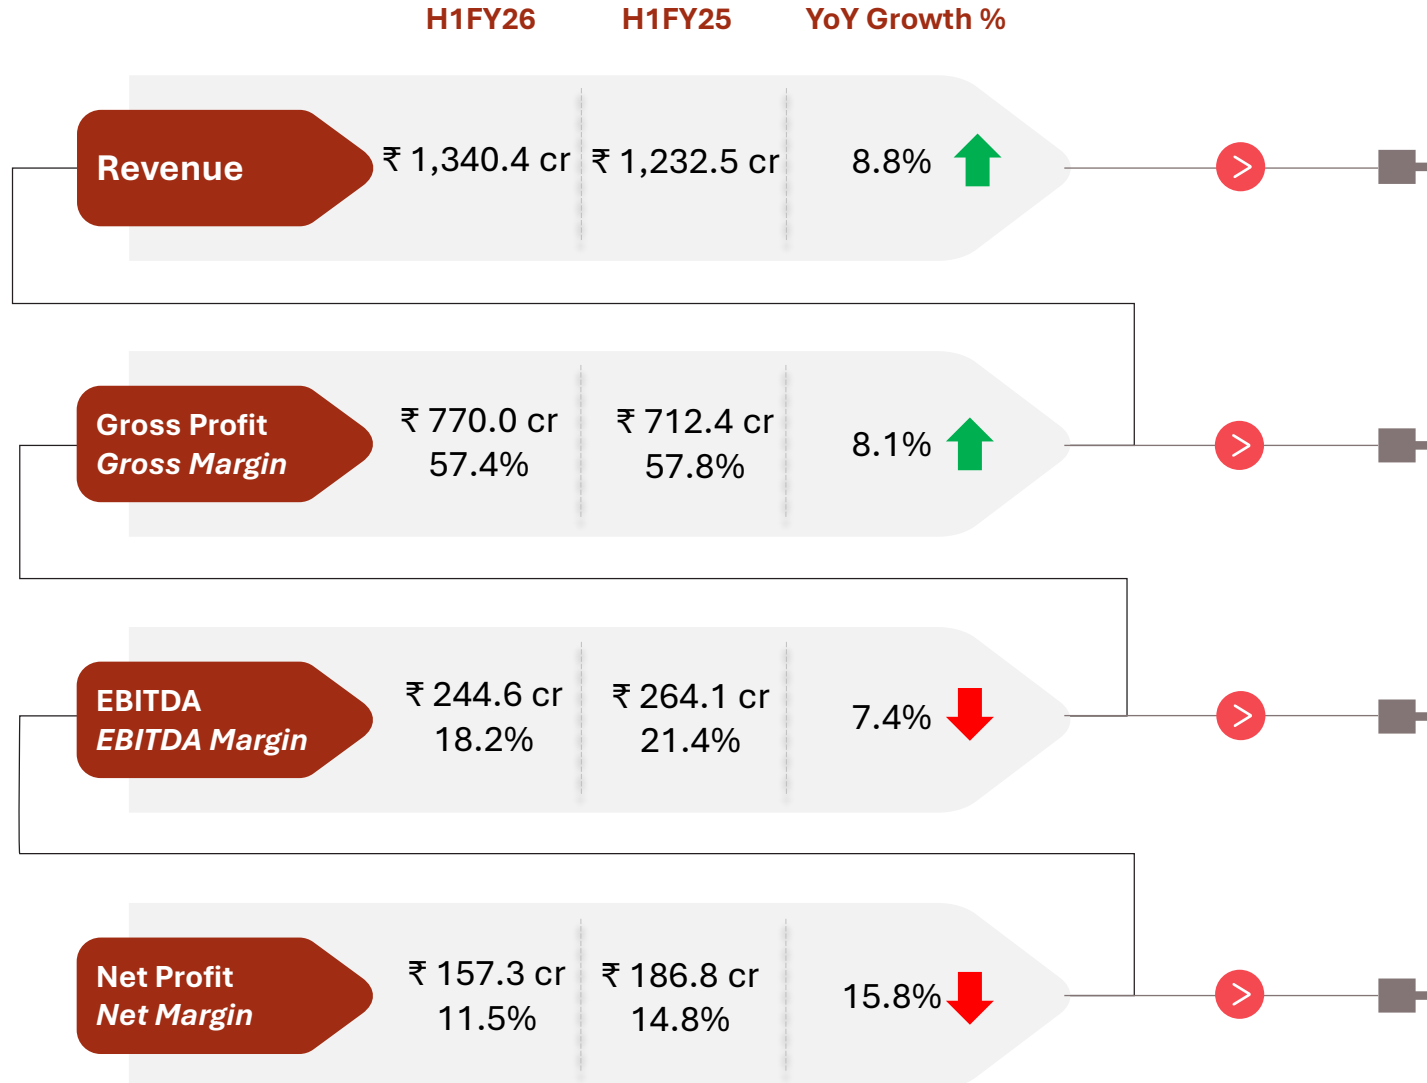 H1FY26 H1FY25 YoY Growth %
Revenue ₹ 1,340.4 cr ₹ 1,232.5 cr 8.8%
Gross Profit
Gross Margin
₹ 770.0 cr
57.4%
₹ 712.4 cr
57.8%
8.1%
EBITDA
EBITDA Margin
₹ 244.6 cr
18.2%
₹ 264.1 cr
21.4%
7.4%
Net Profit
Net Margin
₹ 157.3 cr
11.5%
₹ 186.8 cr
14.8%
15.8%